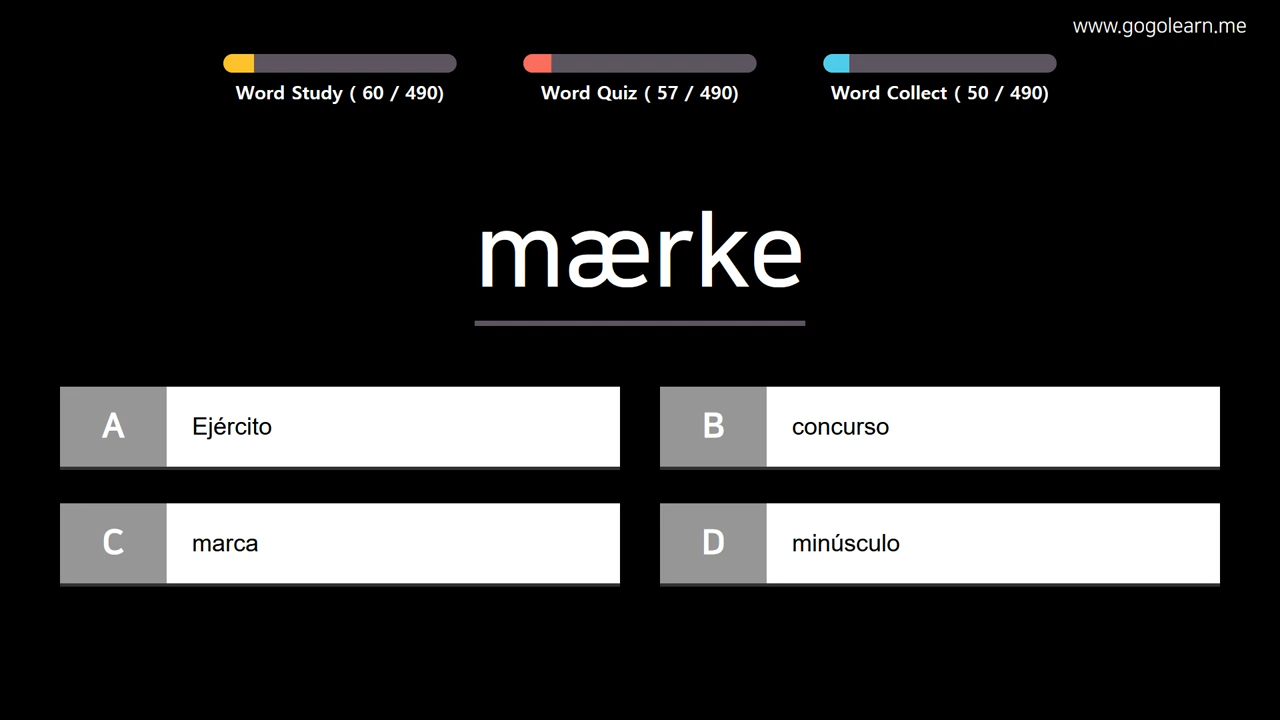 www.gogolearn.me
Word Study ( 60 / 490)
Word Quiz ( 57 / 490)
Word Collect ( 50 / 490)
mærke
A Ejército
B concurso
C marca
D minúsculo